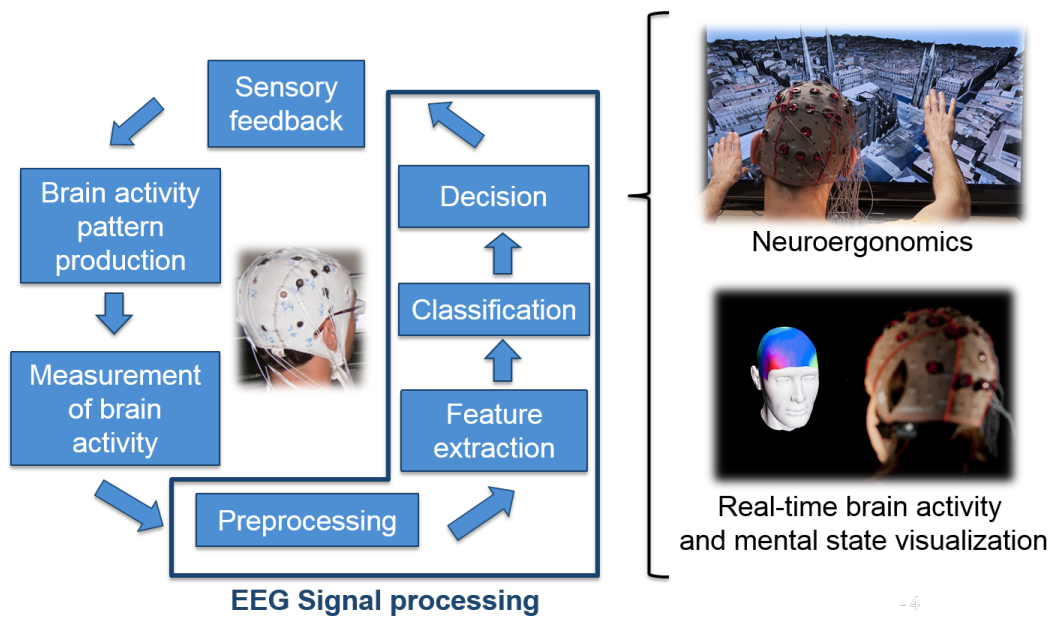 Sensory
feedback
Brain activity
pattern
production
Measurement
of brain
activity
Preprocessing
Feature
extraction
Classification
Decision
EEG Signal processing
Neuroergonomics
Real-time brain activity
and mental state visualization